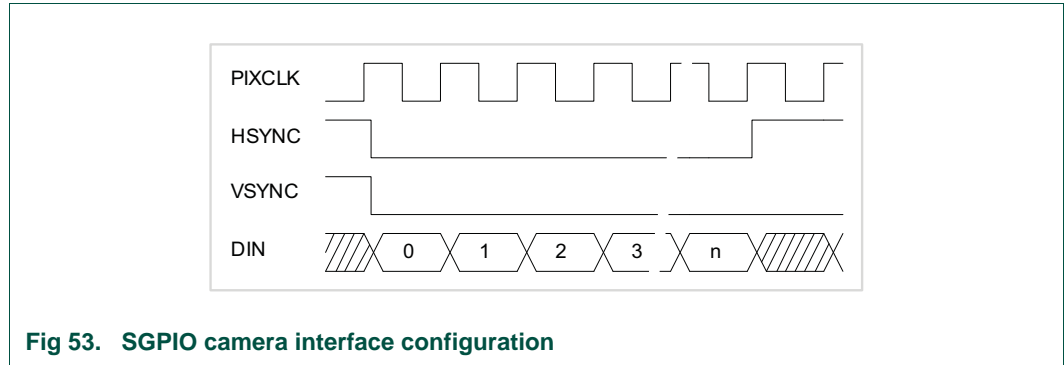 PIXCLK
HSYNC
VSYNC
DIN 0 1 2 3 n
Fig 53. SGPIO camera interface configuration